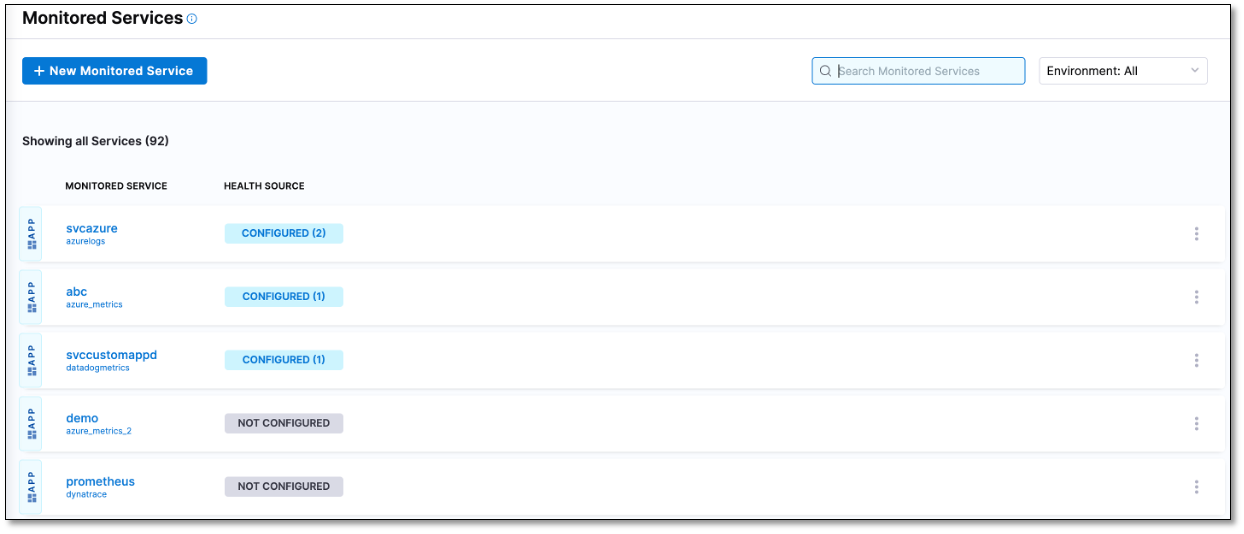 Monitored Services
+ New Monitored Service
Search Monitored Services
Environment: All
Showing all Services (92)
MONITORED SERVICE HEALTH SOURCE
APP
svcazure
azurelogs
CONFIGURED (2)
APP
abc
azure_metrics
CONFIGURED (1)
APP
svccustomappd
datadogmetrics
CONFIGURED (1)
APP
demo
azure_metrics_2
NOT CONFIGURED
APP
prometheus
dynatrace
NOT CONFIGURED